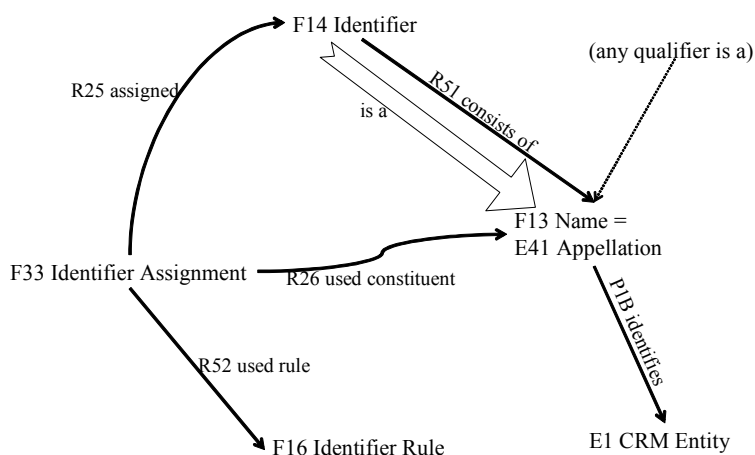 F14 Identifier
(any qualifier is a)
R25 assigned
R51 consists of
is a
F13 Name =
E41 Appellation
F33 Identifier Assignment
R26 used constituent
P1B identifies
R52 used rule
F16 Identifier Rule
E1 CRM Entity